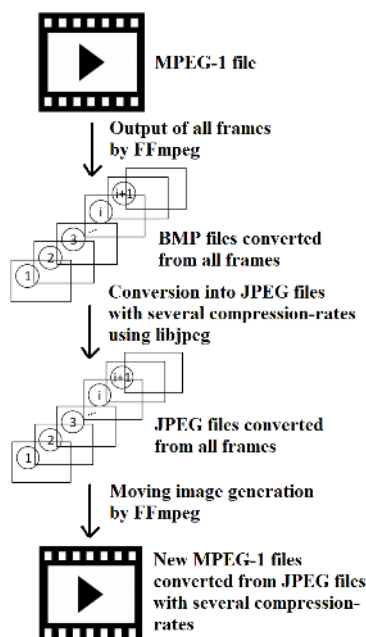 MPEG-1 file
Output of all frames
by FFmpeg
i+1
i
...
3
2
1
BMP files converted
from all frames
Conversion into JPEG files
with several compression-rates
using libjpeg
i+1
i
...
3
2
1
JPEG files converted
from all frames
Moving image generation
by FFmpeg
New MPEG-1 files
converted from JPEG files
with several compression-
rates